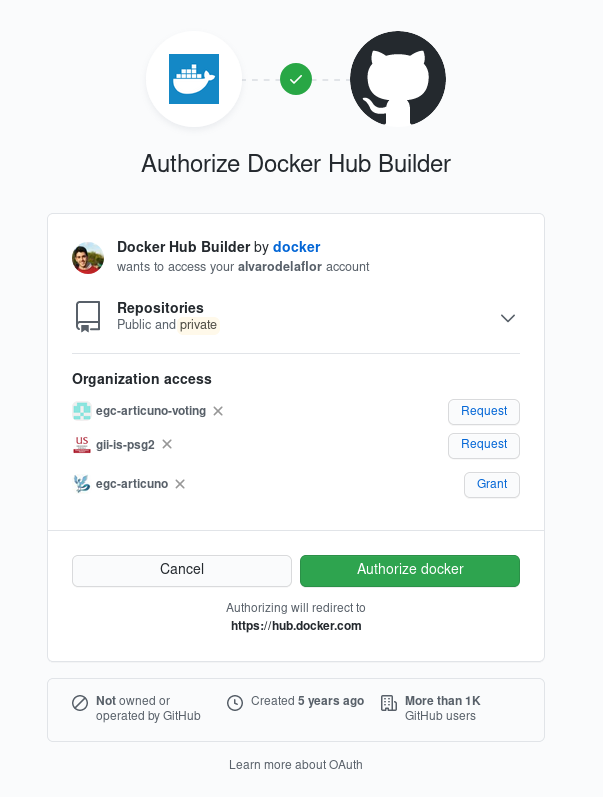 Authorize Docker Hub Builder
Docker Hub Builder by docker
wants to access your alvarodelaflor account
Repositories
Public and private
Organization access
egc-articuno-voting Request
US
gii-is-psg2 Request
egc-articuno Grant
Cancel Authorize docker
Authorizing will redirect to
https://hub.docker.com
Not owned or
operated by GitHub
Created 5 years ago
More than 1K
GitHub users
Learn more about OAuth